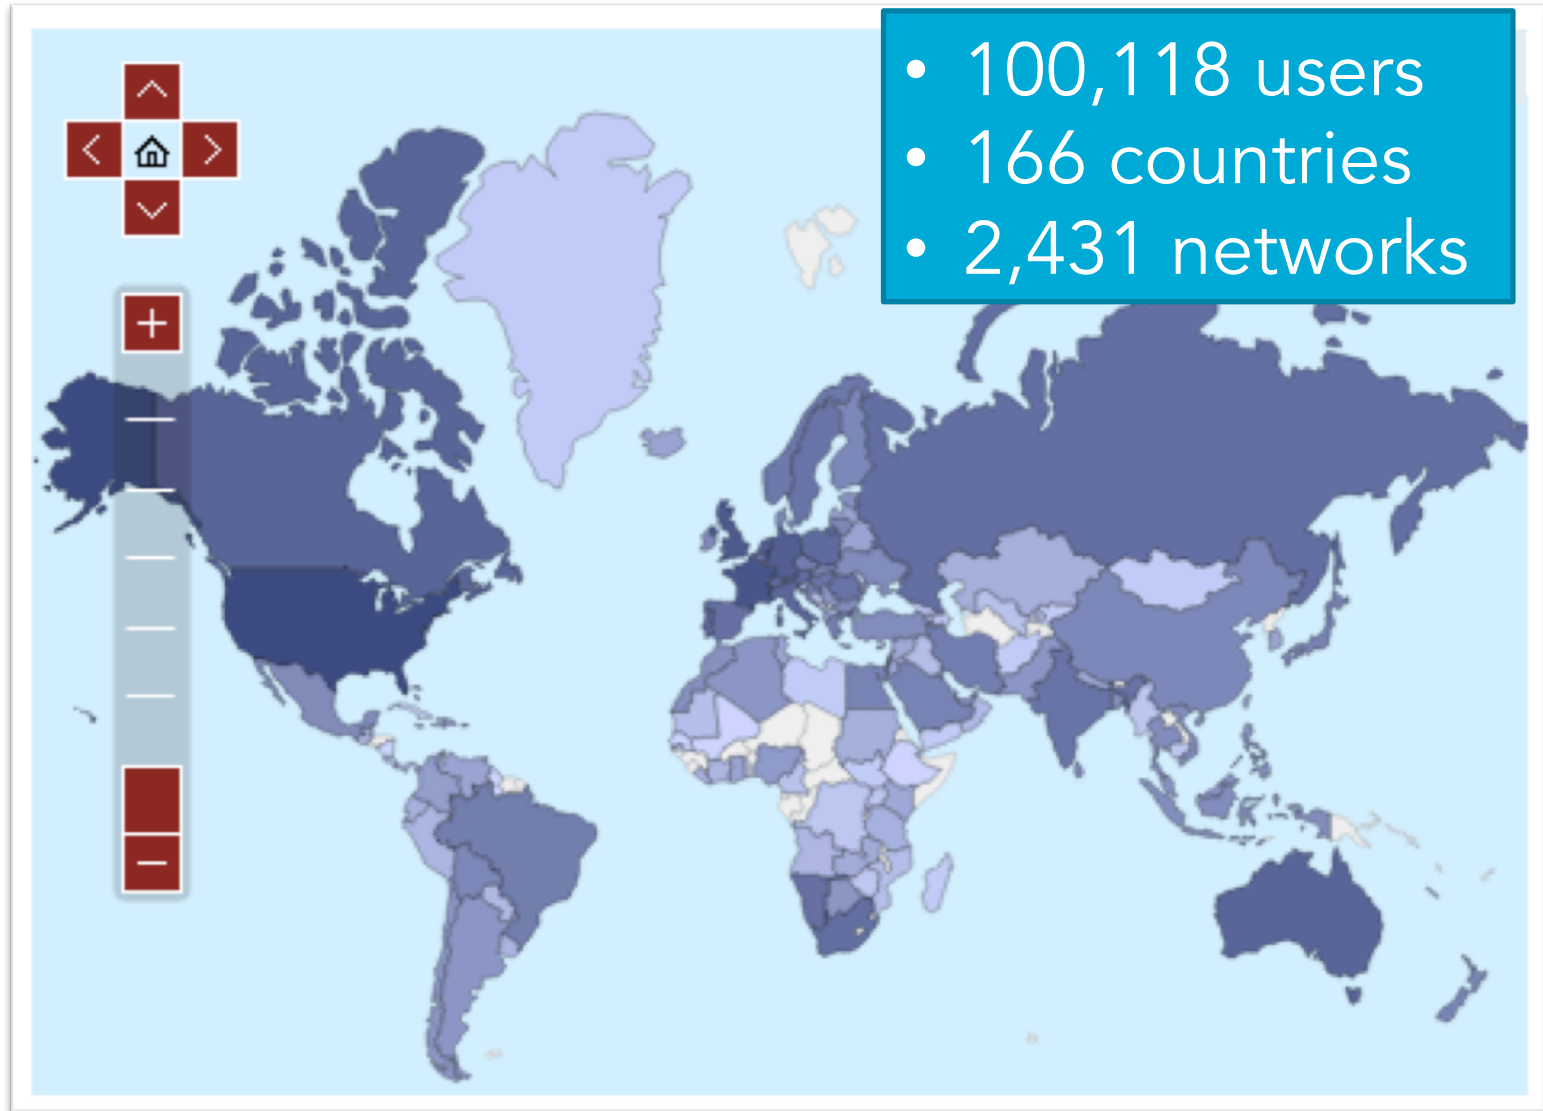 • 100,118 users
• 166 countries
• 2,431 networks